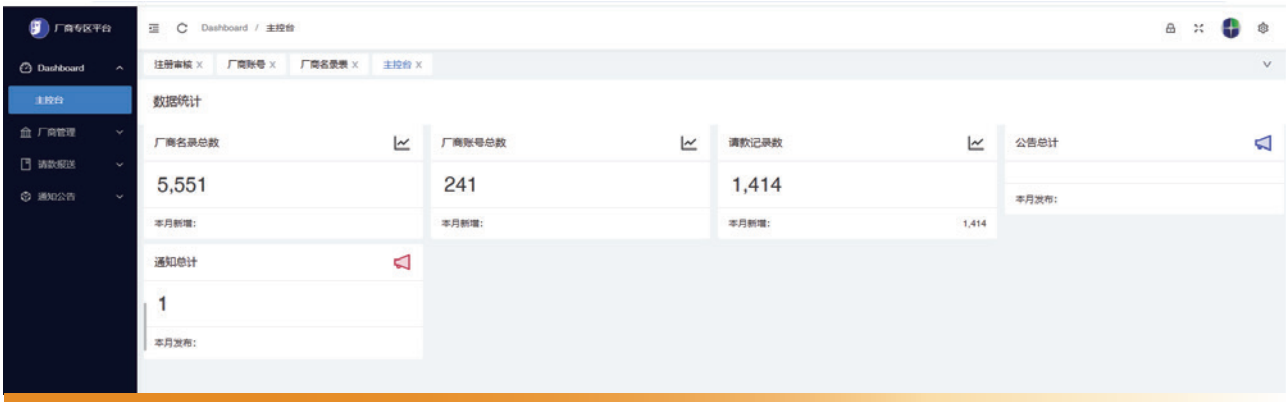 厂商专区平台
Dashboard / 主控台
Dashboard
主控台
厂商管理
请款报送
通知公告
注册审核 X
厂商账号 X
厂商名录表 X
主控台 X
数据统计
厂商名录总数
5,551
本月新增:
厂商账号总数
241
本月新增:
请款记录数
1,414
本月新增: 1,414
公告总计
本月发布:
通知总计
1
本月发布: